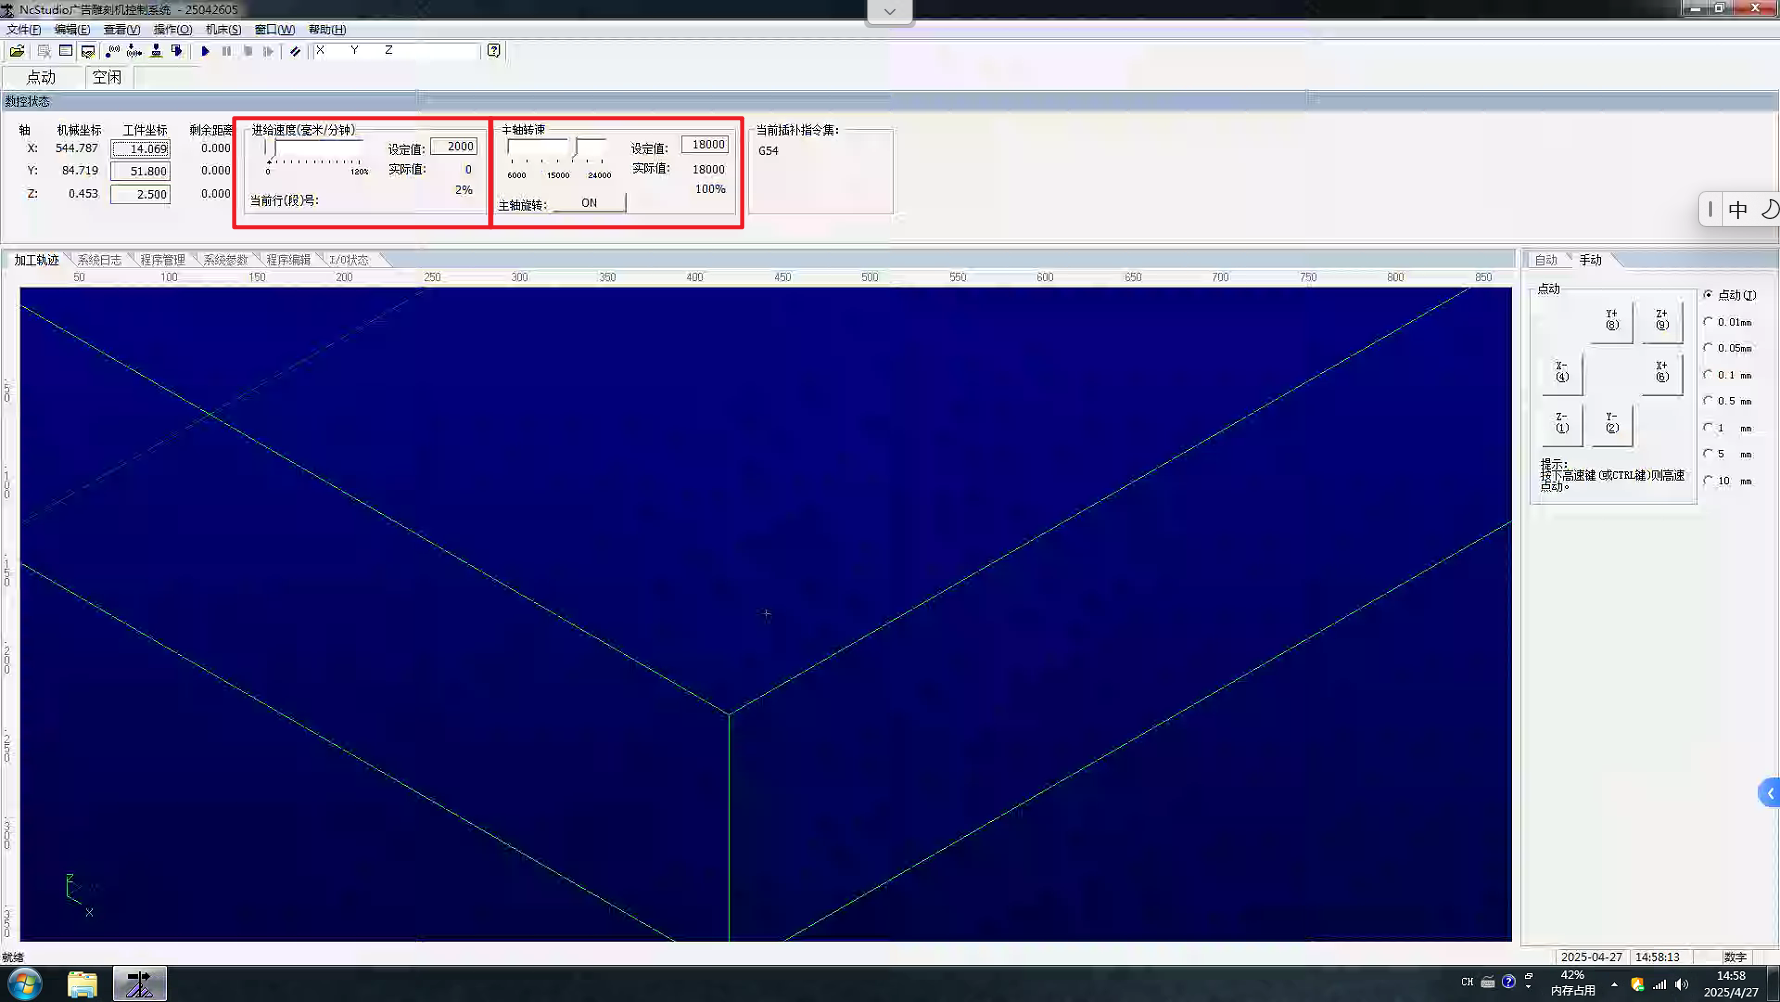 NcStudio广告雕刻机控制系统 - 25042605
文件(F) 编辑(E) 查看(V) 操作(O) 机床(S) 窗口(W) 帮助(H)
X Y Z
点动 空闲
数控状态
轴 机械坐标 工件坐标 剩余距离
X: 544.787 14.069 0.000
Y: 84.719 51.800 0.000
Z: 0.453 2.500 0.000
进给速度(毫米/分钟)
设定值: 2000
实际值: 0
0 120%
2%
当前行(段)号:
主轴转速
设定值: 18000
实际值: 18000
6000 15000 24000
100%
主轴旋转: ON
当前插补指令集:
G54
中
加工轨迹 系统日志 程序管理 系统参数 程序编辑 I/O状态
50 100 150 200 250 300 350 400 450 500 550 600 650 700 750 800 850
-50
-100
-150
-200
-250
-300
-350
Z
X
自动 手动
点动
Y+
(8)
Z+
(9)
X-
(4)
X+
(6)
Z-
(1)
Y-
(2)
提示:
按下高速键(或CTRL键)则高速
点动。
点动(J)
0.01mm
0.05mm
0.1 mm
0.5 mm
1 mm
5 mm
10 mm
就绪
2025-04-27 14:58:13 数字
CH
42%
内存占用
14:58
2025/4/27